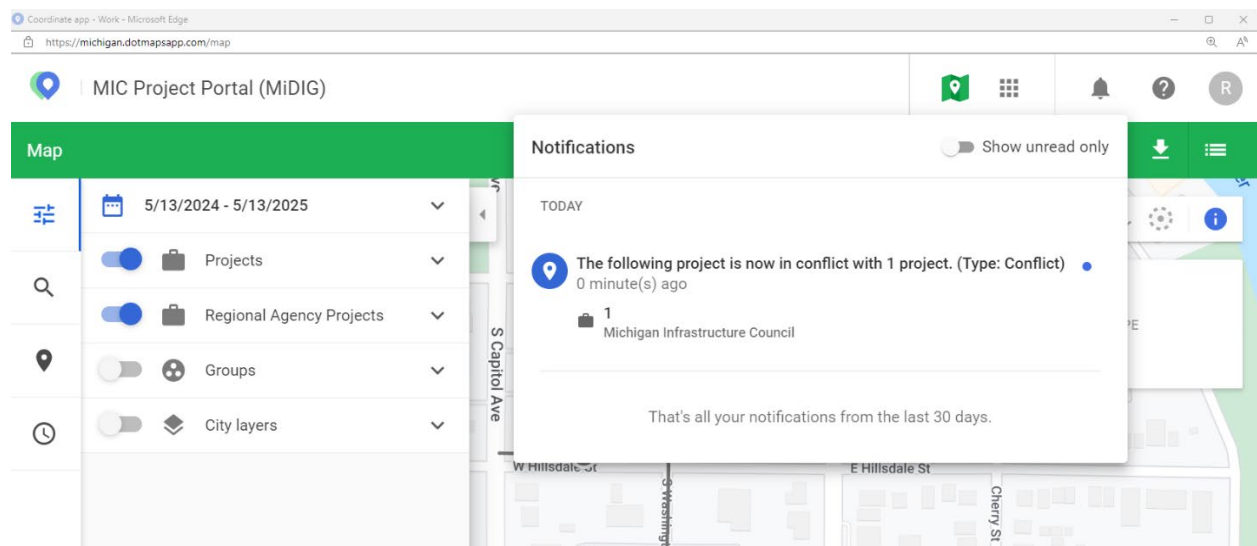 Coordinate app - Work - Microsoft Edge
https://michigan.dotmapsapp.com/map
MIC Project Portal (MiDIG)
R
Map
Notifications
Show unread only
5/13/2024 - 5/13/2025
Projects
Regional Agency Projects
Groups
City layers
TODAY
The following project is now in conflict with 1 project. (Type: Conflict)
0 minute(s) ago
1
Michigan Infrastructure Council
That's all your notifications from the last 30 days.
S Capitol Ave
W Hillsdale St
E Hillsdale St
Cherry St